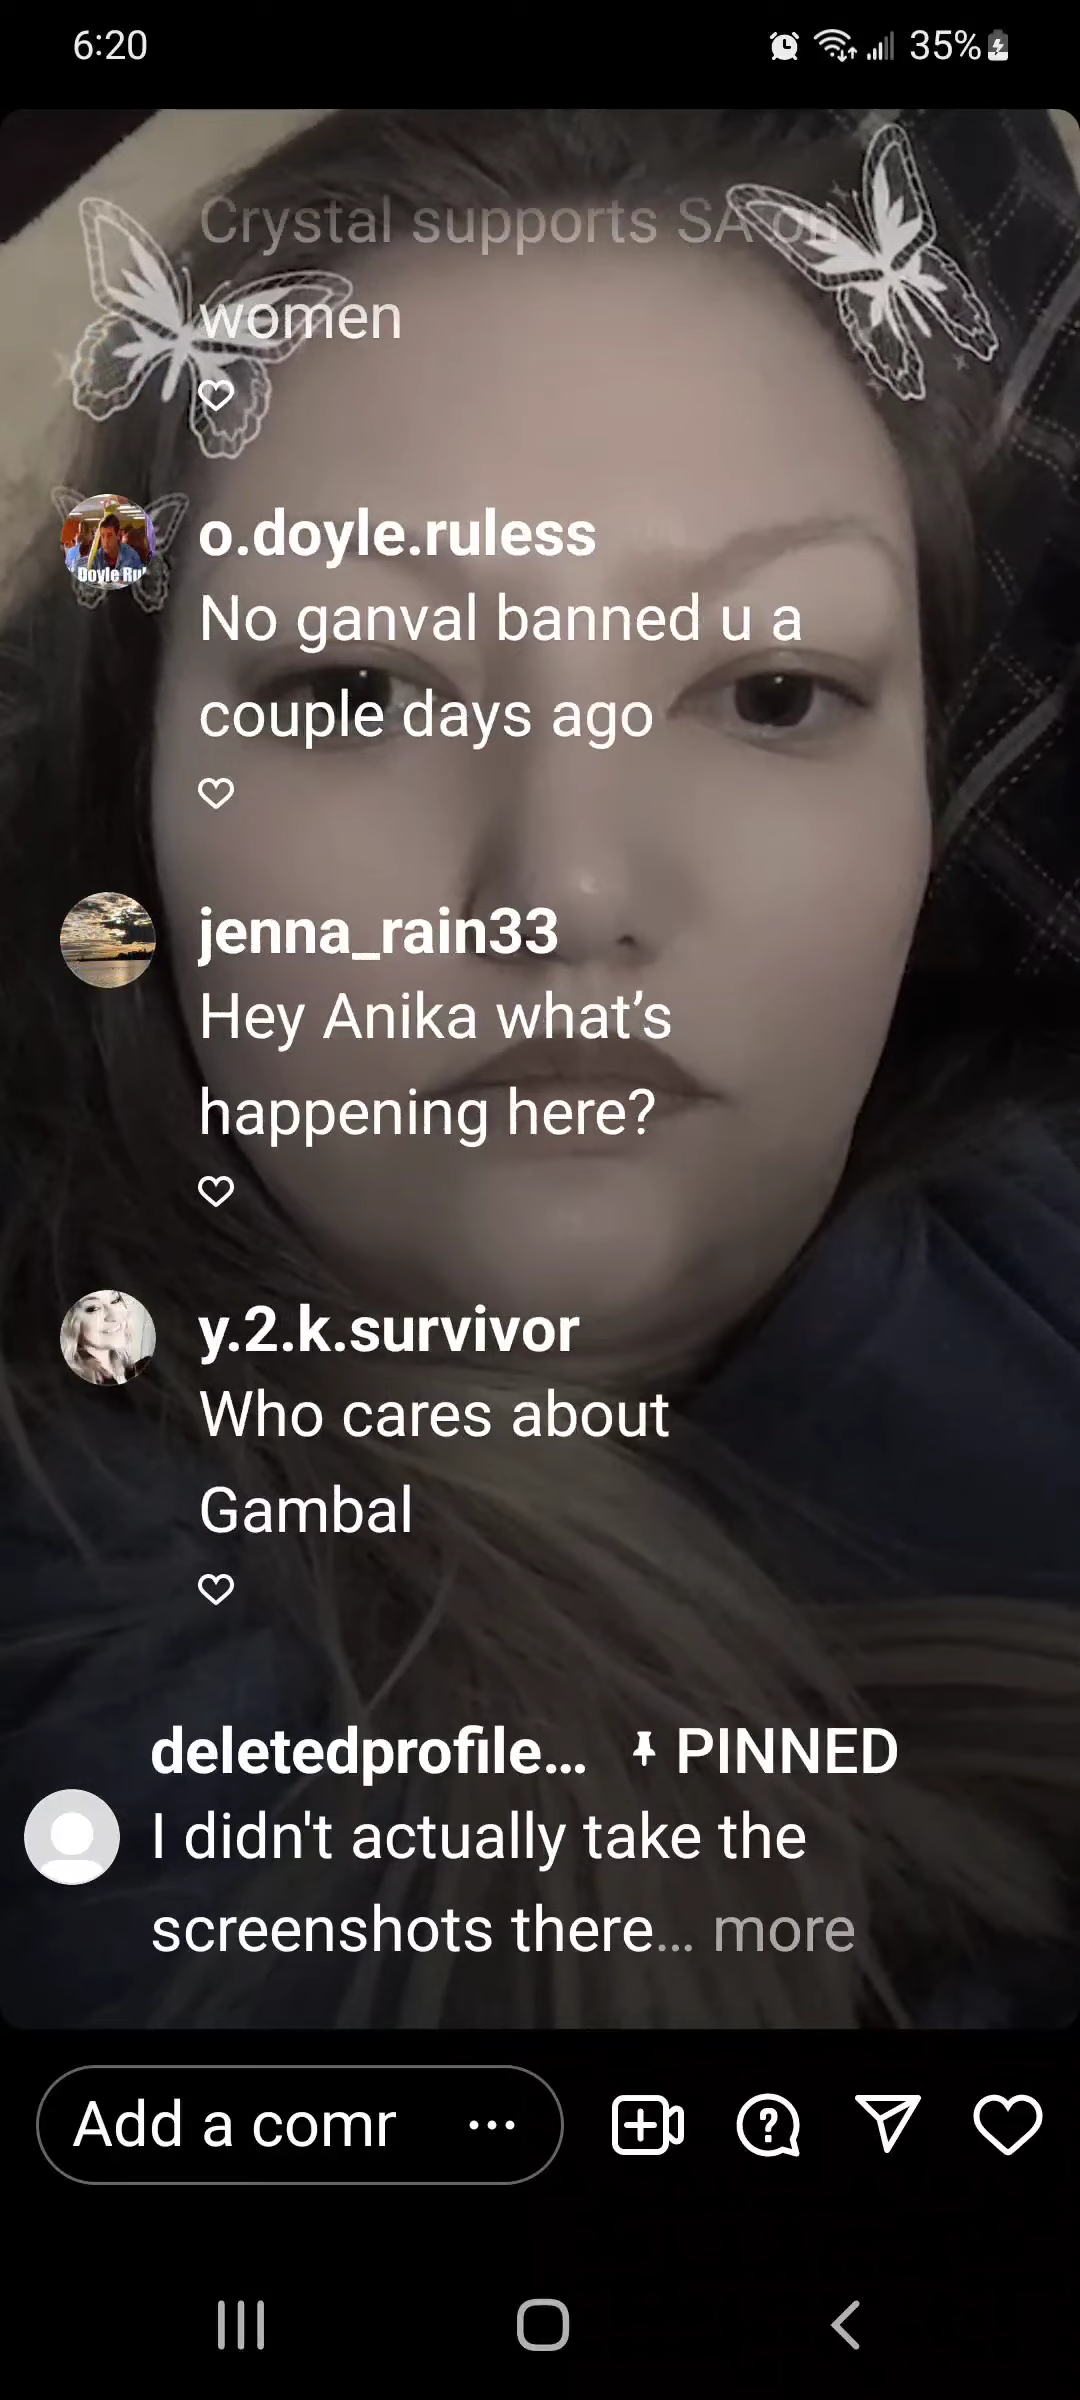 6:20
35%
Crystal supports SA on
women
o.doyle.ruless
No ganval banned u a
couple days ago
Doyle Ru
jenna_rain33
Hey Anika what’s
happening here?
y.2.k.survivor
Who cares about
Gambal
deletedprofile... PINNED
I didn't actually take the
screenshots there... more
Add a comr ...